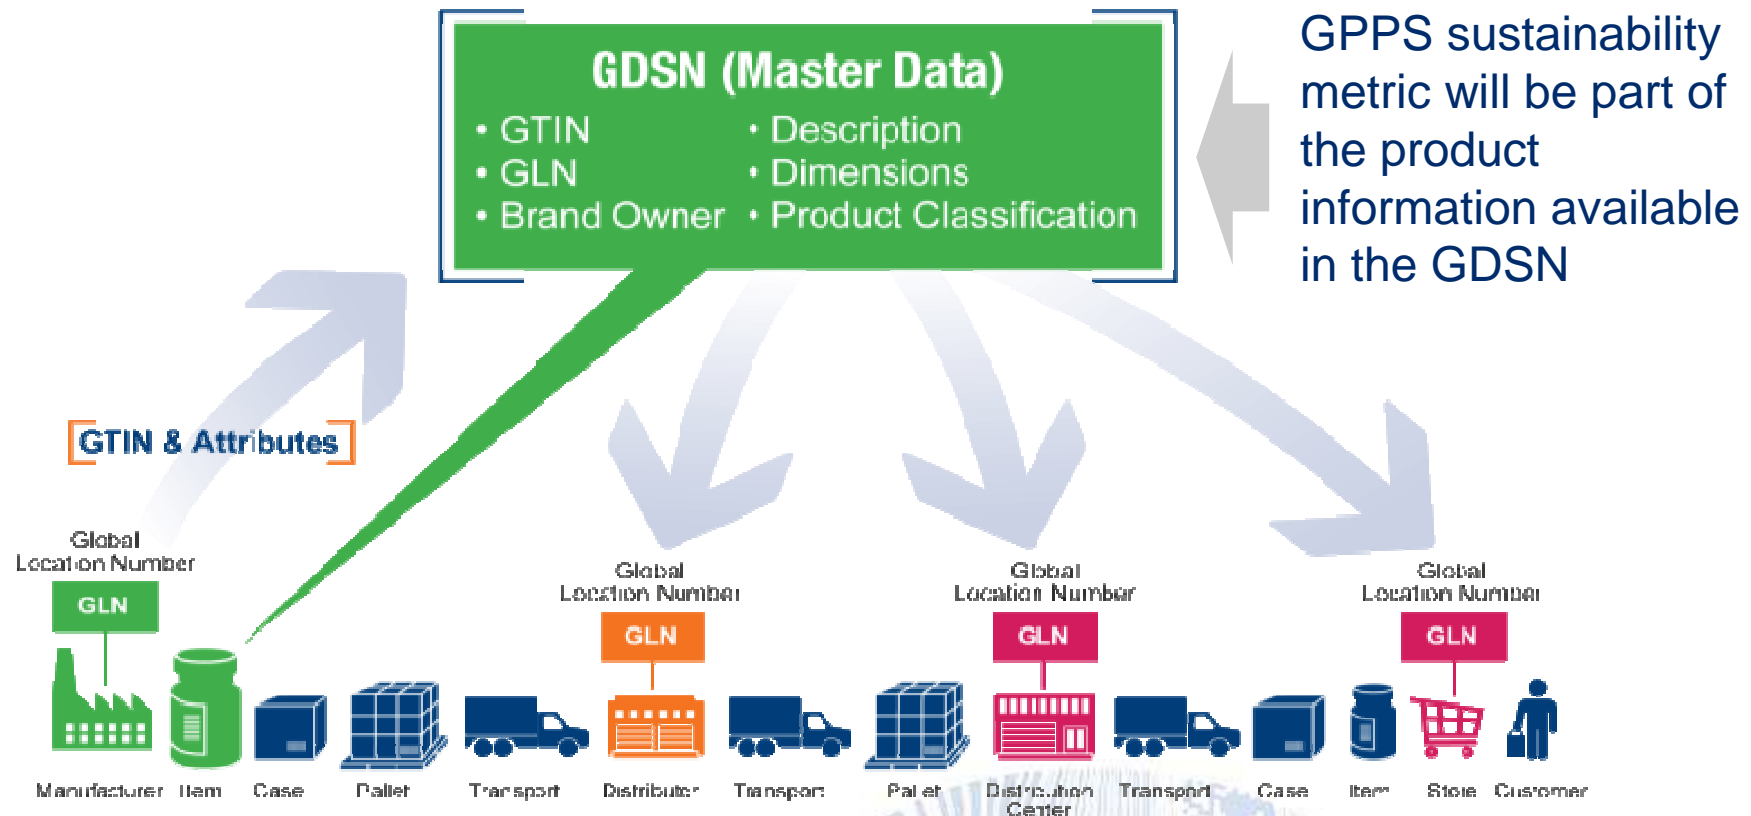 GDSN (Master Data)
• GTIN
• GLN
• Brand Owner
• Description
• Dimensions
• Product Classification
GPPS sustainability
metric will be part of
the product
information available
in the GDSN
GTIN & Attributes
Global
Location Number
GLN
Global
Location Number
GLN
Global
Location Number
GLN
Global
Location Number
GLN
Manufacturer Item Case Pallet Transport Distributor Transport Pallet Distribution Transport Case Item Store Customer
Center